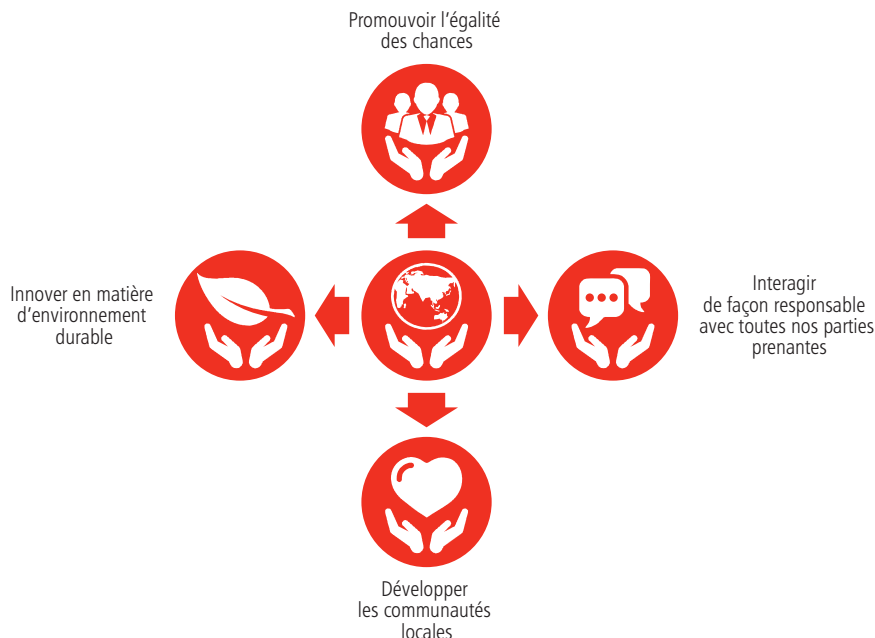 Promouvoir l'égalité
des chances
Innover en matière
d'environnement
durable
Interagir
de façon responsable
avec toutes nos parties
prenantes
Développer
les communautés
locales